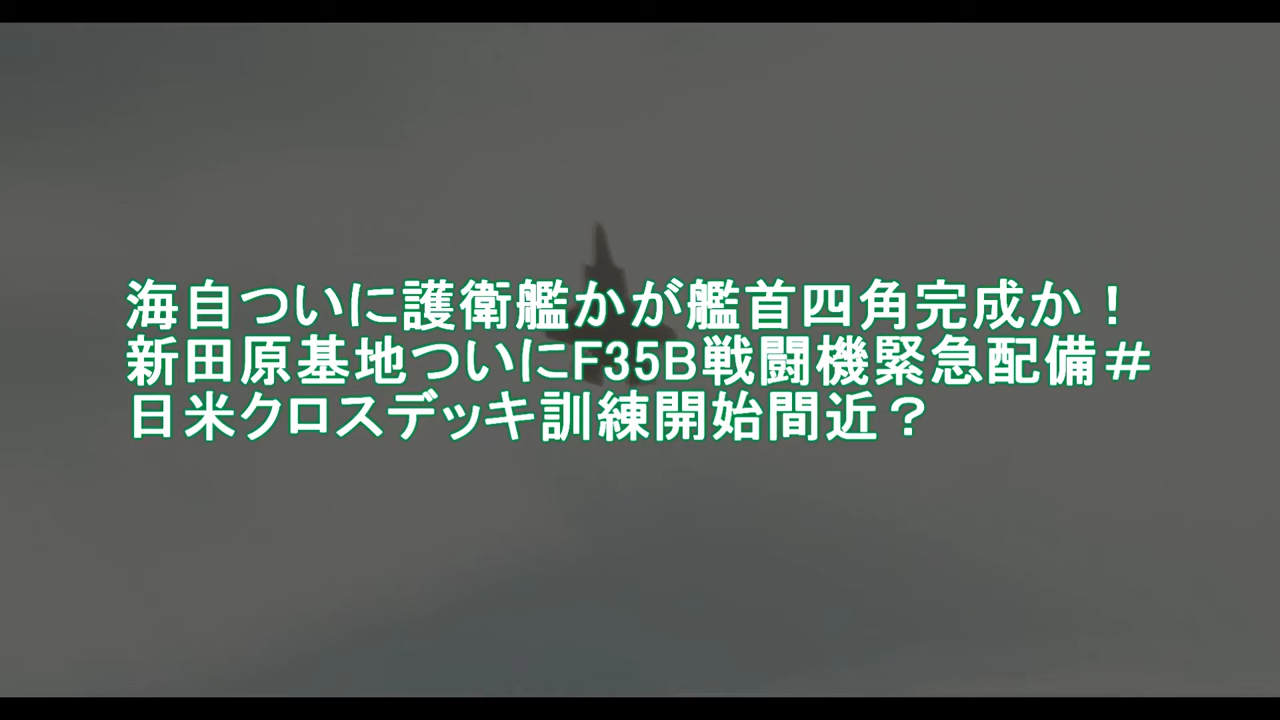 海自ついに護衛艦かが艦首四角完成か！
新田原基地ついにF35B戦闘機緊急配備＃
日米クロスデッキ訓練開始間近？